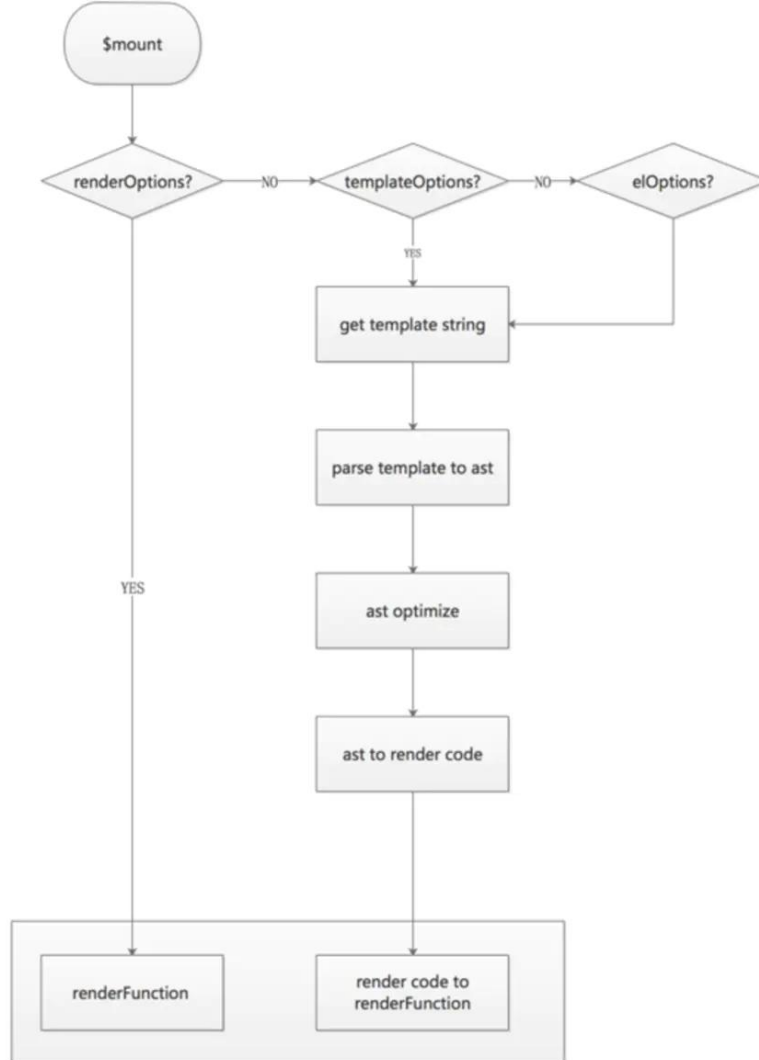 $mount
renderOptions?
NO
templateOptions?
NO
elOptions?
YES
get template string
parse template to ast
YES
ast optimize
ast to render code
renderFunction
render code to
renderFunction